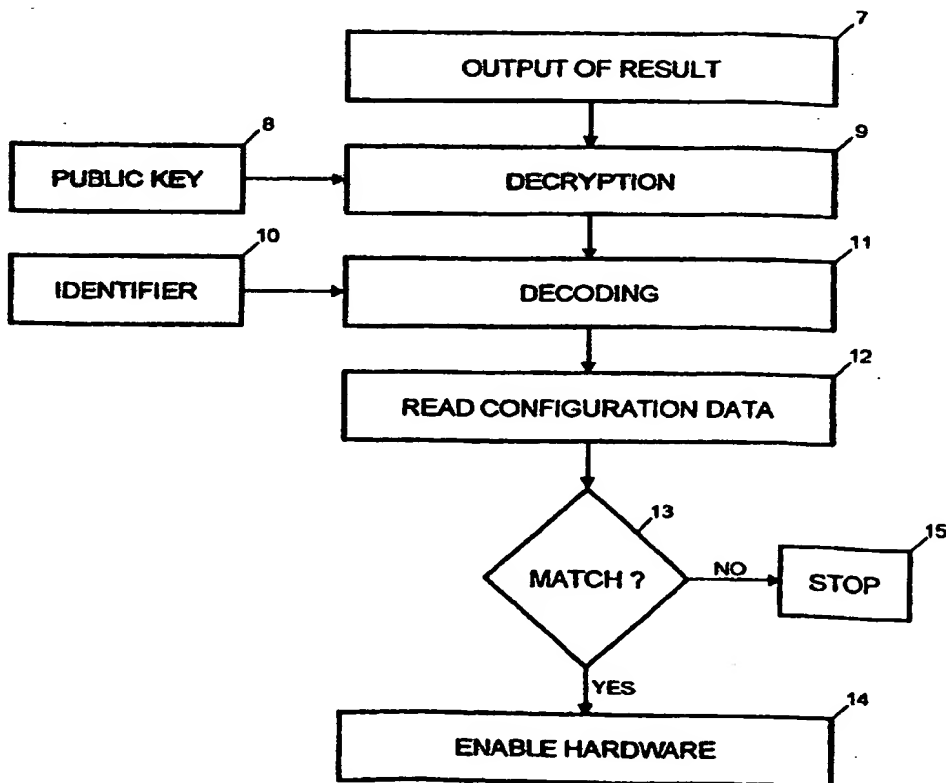 7
OUTPUT OF RESULT
8
9
PUBLIC KEY
DECRYPTION
10
11
IDENTIFIER
DECODING
12
READ CONFIGURATION DATA
13
MATCH ?
NO
15
STOP
YES
14
ENABLE HARDWARE